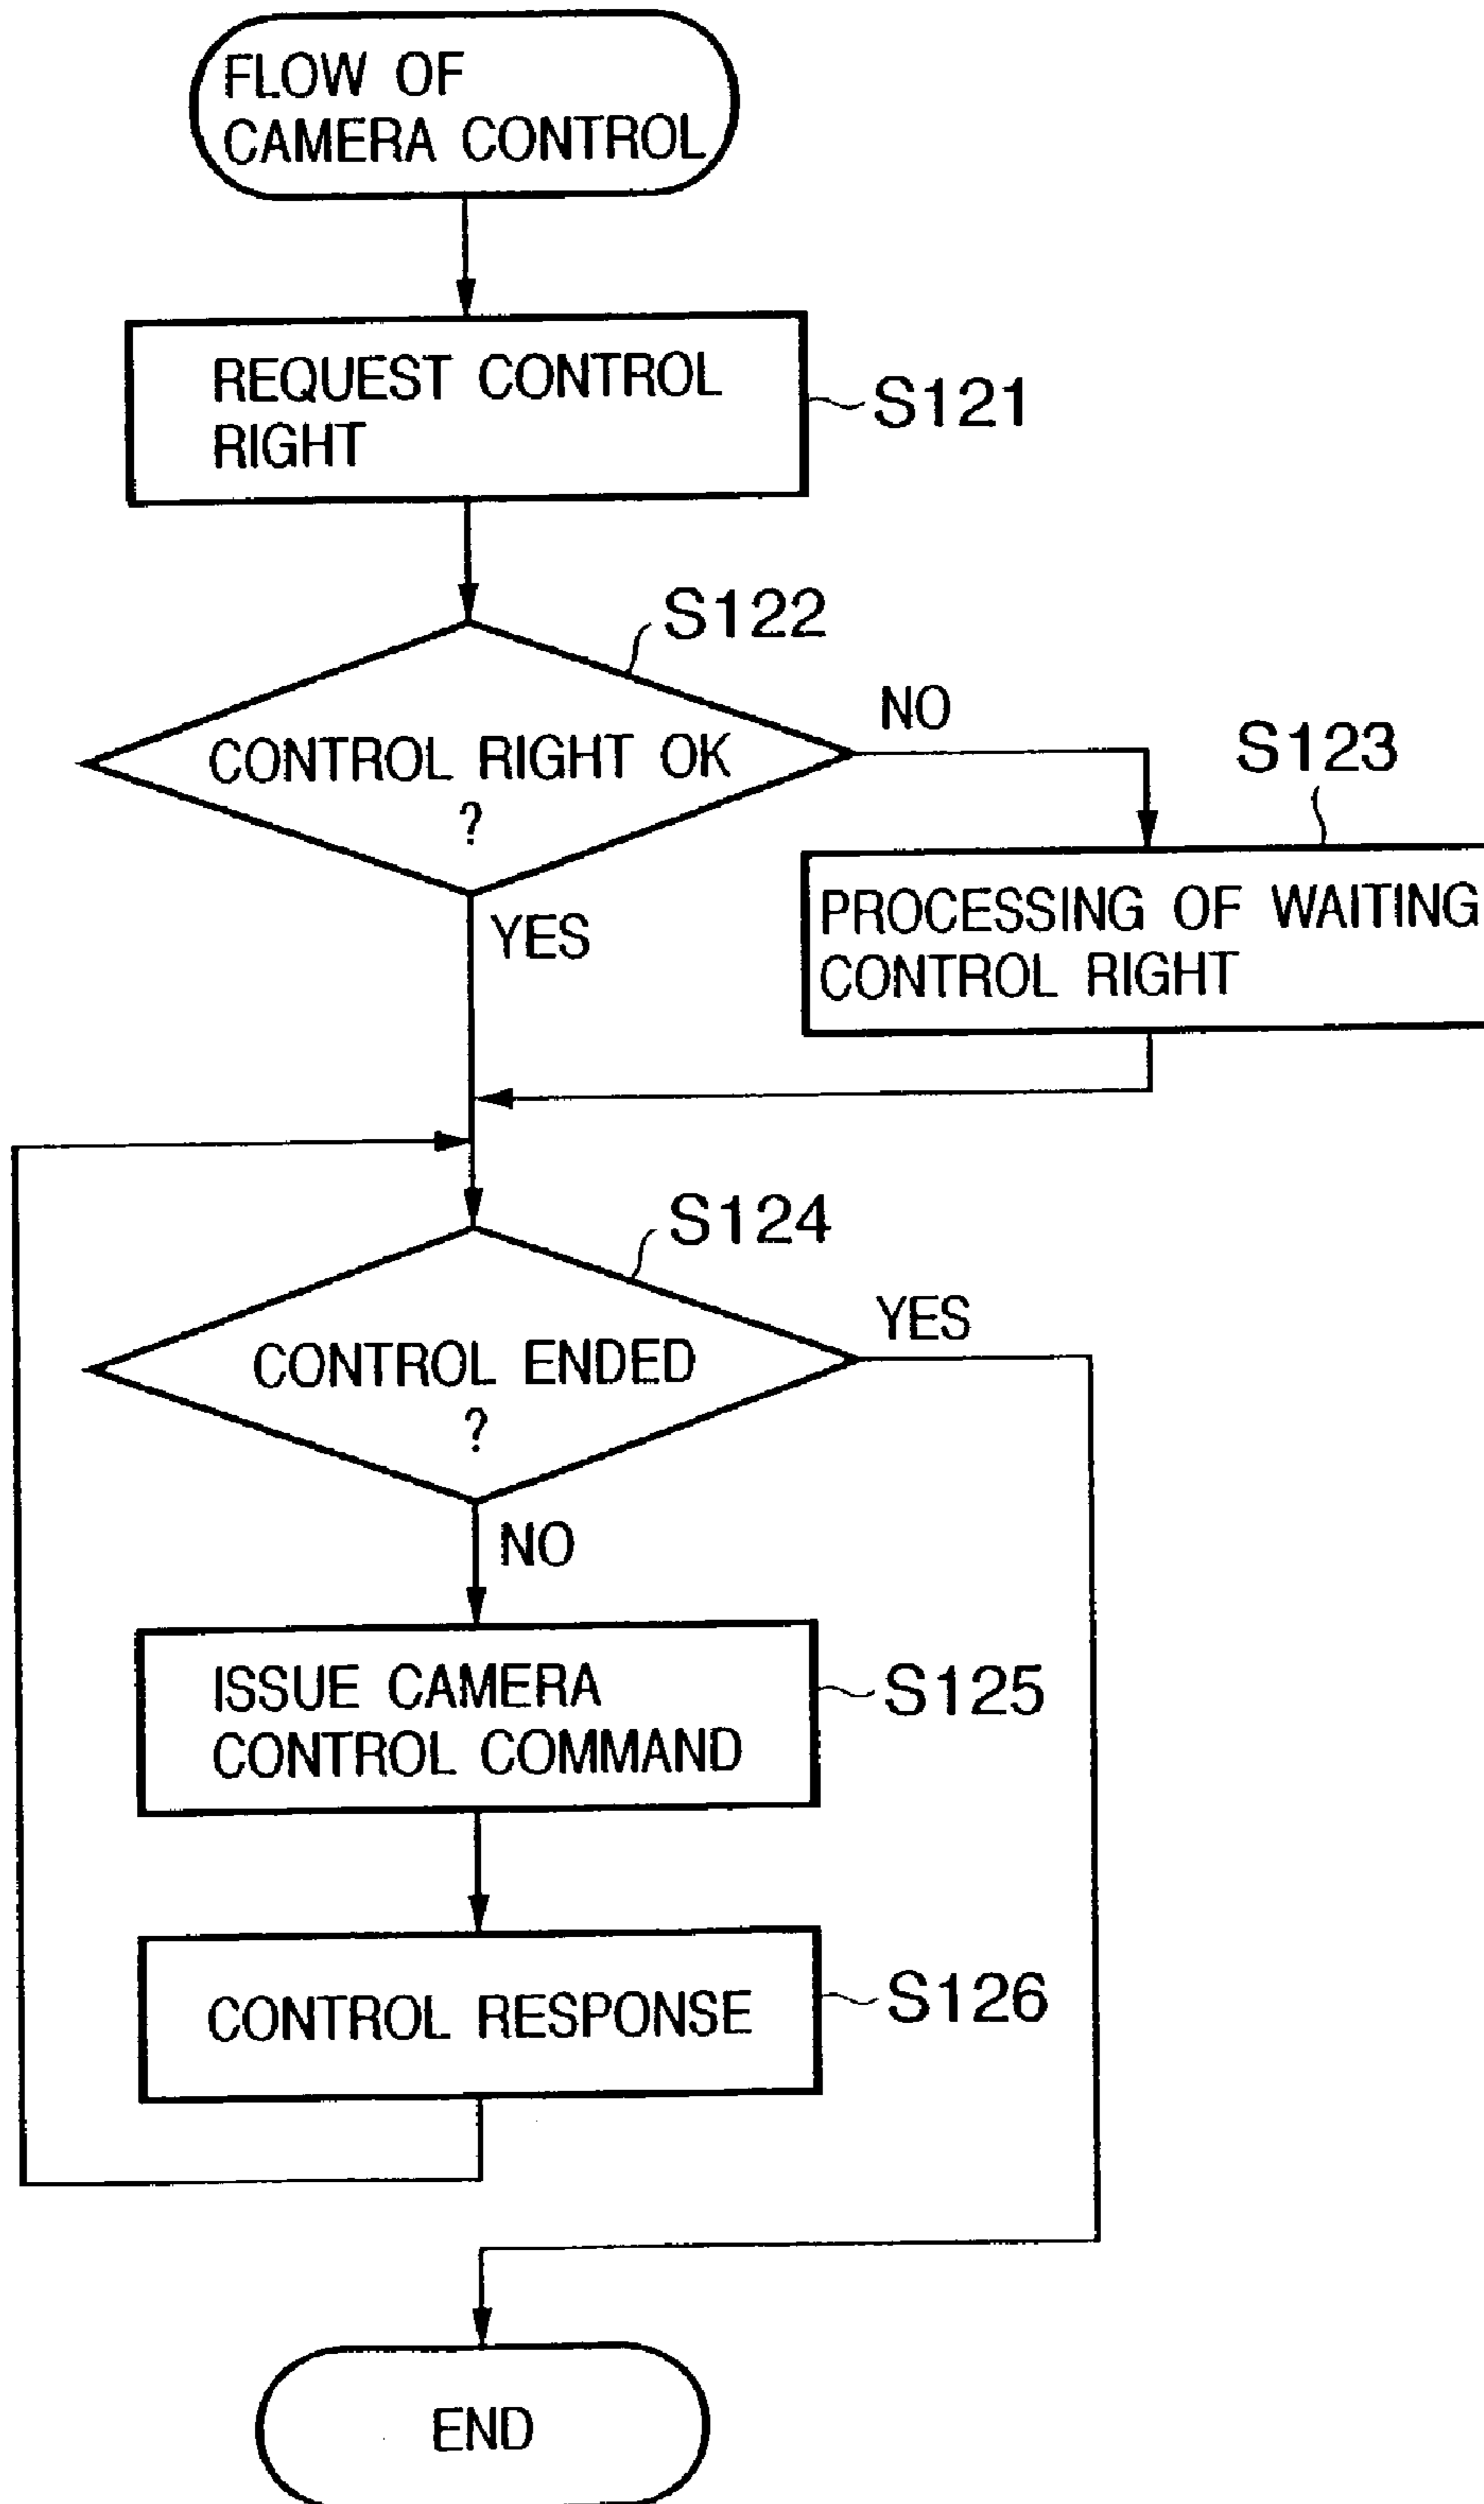 FLOW OF
CAMERA CONTROL
REQUEST CONTROL
RIGHT
S121
S122
CONTROL RIGHT OK
?
NO
YES
S123
PROCESSING OF WAITING
CONTROL RIGHT
S124
CONTROL ENDED
?
YES
NO
ISSUE CAMERA
CONTROL COMMAND
S125
CONTROL RESPONSE
S126
END